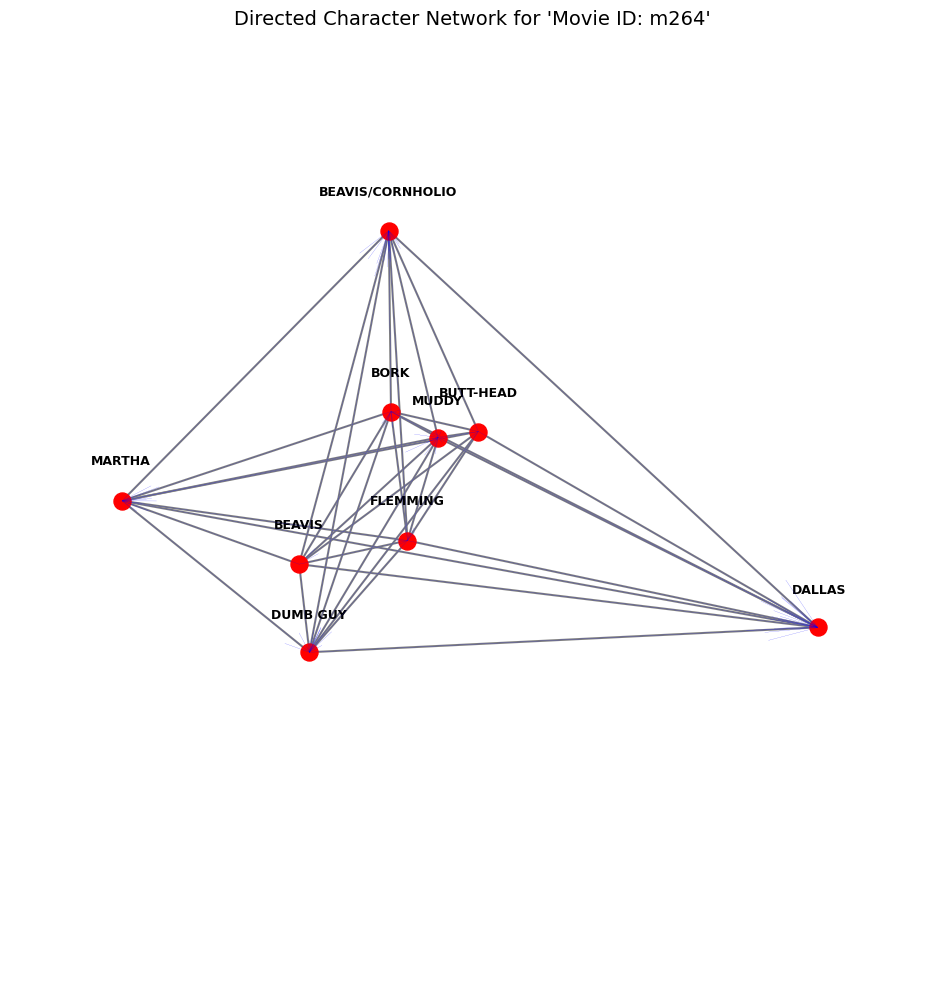 Directed Character Network for 'Movie ID: m264'
BEAVIS/CORNHOLIO
BORK
BUTT-HEAD
MUDDY
MARTHA
FLEMMING
BEAVIS
DALLAS
DUMB GUY